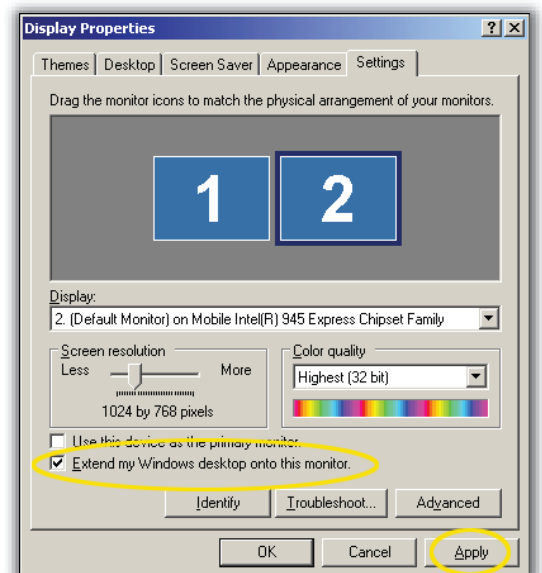 Display Properties
Themes Desktop Screen Saver Appearance Settings
Drag the monitor icons to match the physical arrangement of your monitors.
1 2
Display:
2. (Default Monitor) on Mobile Intel(R) 945 Express Chipset Family
Screen resolution Color quality
Less More Highest (32 bit)
1024 by 768 pixels
Use this device as the primary monitor.
Extend my Windows desktop onto this monitor.
Identify Troubleshoot... Advanced
OK Cancel Apply